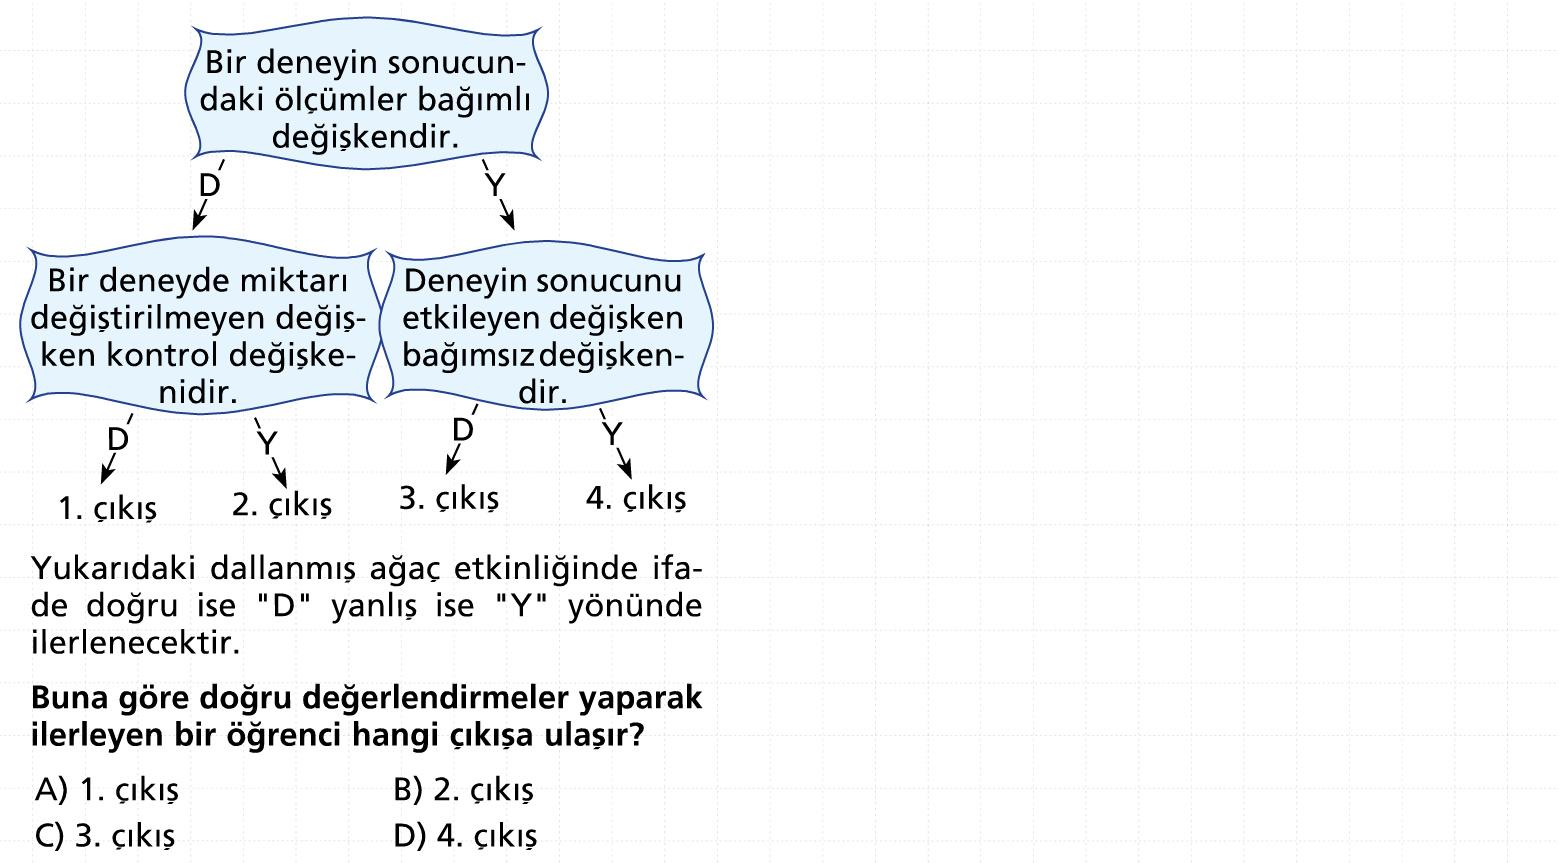 Bir deneyin sonucun-
daki ölçümler bağımlı
değişkendir.
D
Y
Bir deneyde miktarı
değiştirilmeyen değiş-
ken kontrol değişke-
nidir.
Deneyin sonucunu
etkileyen değişken
bağımsız değişken-
dir.
D
Y
D
Y
1. çıkış
2. çıkış
3. çıkış
4. çıkış
Yukarıdaki dallanmış ağaç etkinliğinde ifa-
de doğru ise "D" yanlış ise "Y" yönünde
ilerlenecektir.
Buna göre doğru değerlendirmeler yaparak
ilerleyen bir öğrenci hangi çıkışa ulaşır?
A) 1. çıkış
B) 2. çıkış
C) 3. çıkış
D) 4. çıkış